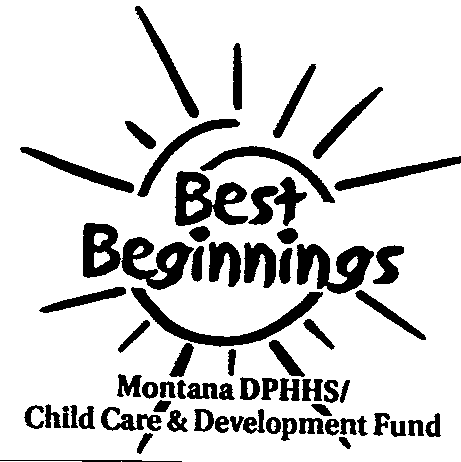 Best
Beginnings
Montana DPHHS/
Child Care & Development Fund